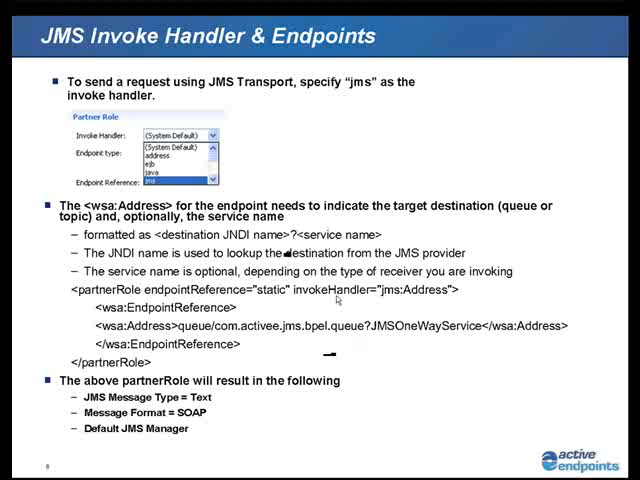 JMS Invoke Handler & Endpoints
To send a request using JMS Transport, specify “jms” as the
invoke handler.
Partner Role
Invoke Handler: (System Default)
(System Default)
Endpoint type: address
ejb
java
Endpoint Reference: jms
The <wsa:Address> for the endpoint needs to indicate the target destination (queue or
topic) and, optionally, the service name
– formatted as <destination JNDI name>?<service name>
– The JNDI name is used to lookup the destination from the JMS provider
– The service name is optional, depending on the type of receiver you are invoking
<partnerRole endpointReference="static" invokeHandler="jms:Address">
<wsa:EndpointReference>
<wsa:Address>queue/com.activee.jms.bpel.queue?JMSOneWayService</wsa:Address>
</wsa:EndpointReference>
</partnerRole>
The above partnerRole will result in the following
– JMS Message Type = Text
– Message Format = SOAP
– Default JMS Manager
8
active
endpoints